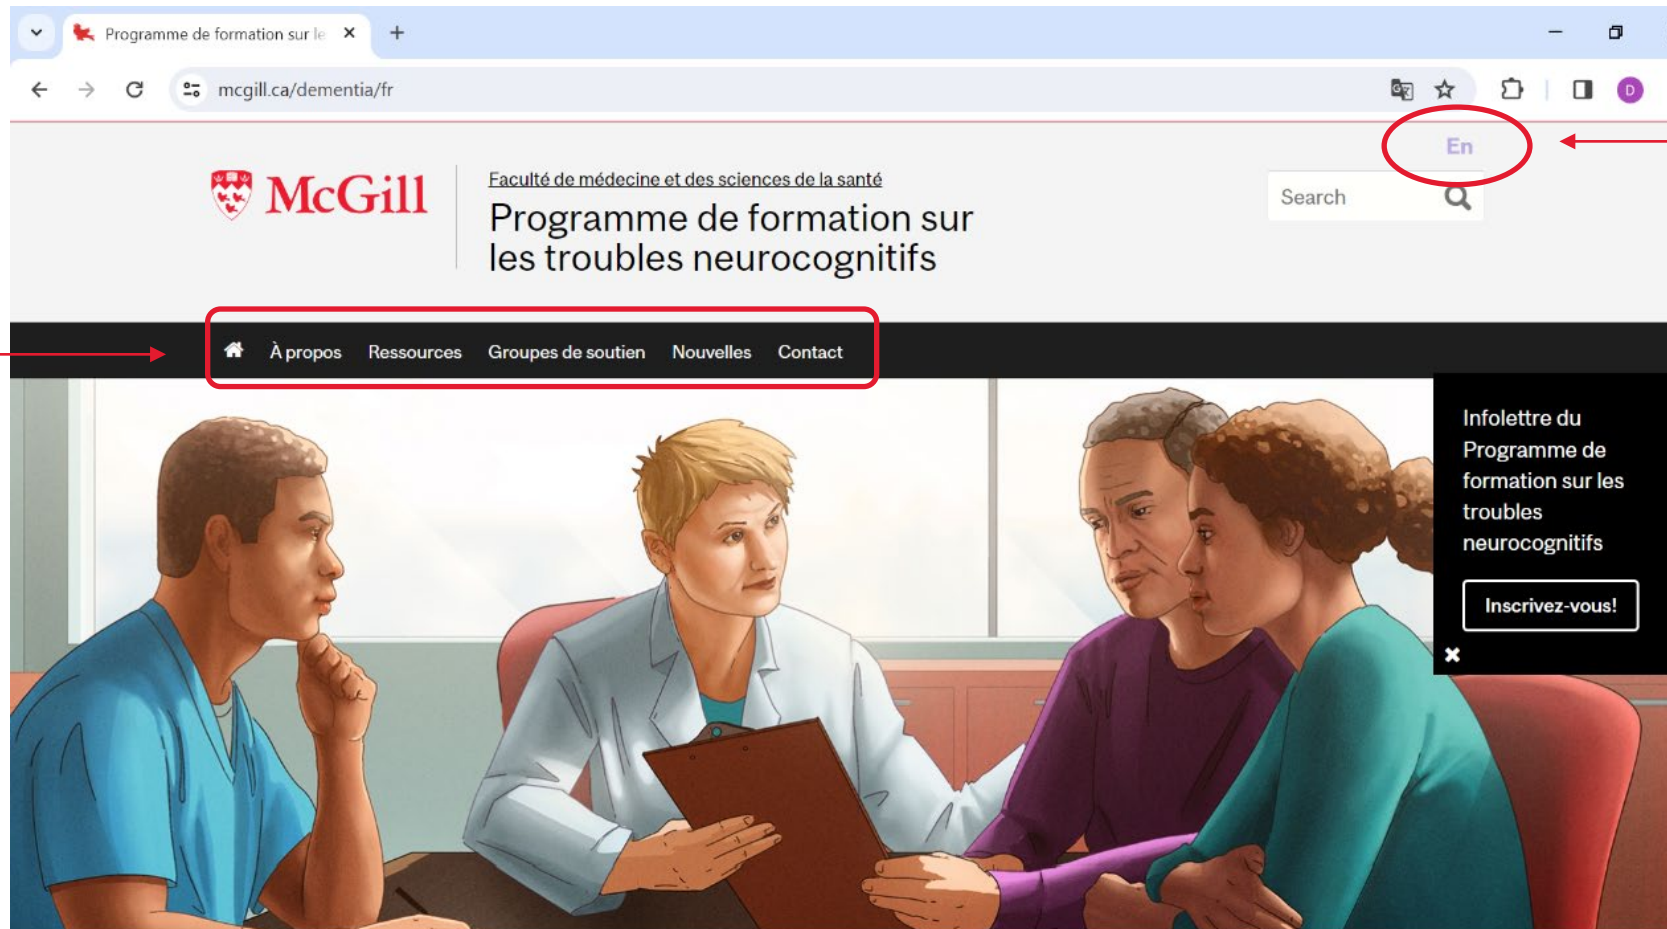 Programme de formation sur le
mcgill.ca/dementia/fr
D
En
McGill
Faculté de médecine et des sciences de la santé
Programme de formation sur
les troubles neurocognitifs
Search
À propos Ressources Groupes de soutien Nouvelles Contact
Infolettre du
Programme de
formation sur les
troubles
neurocognitifs
Inscrivez-vous!